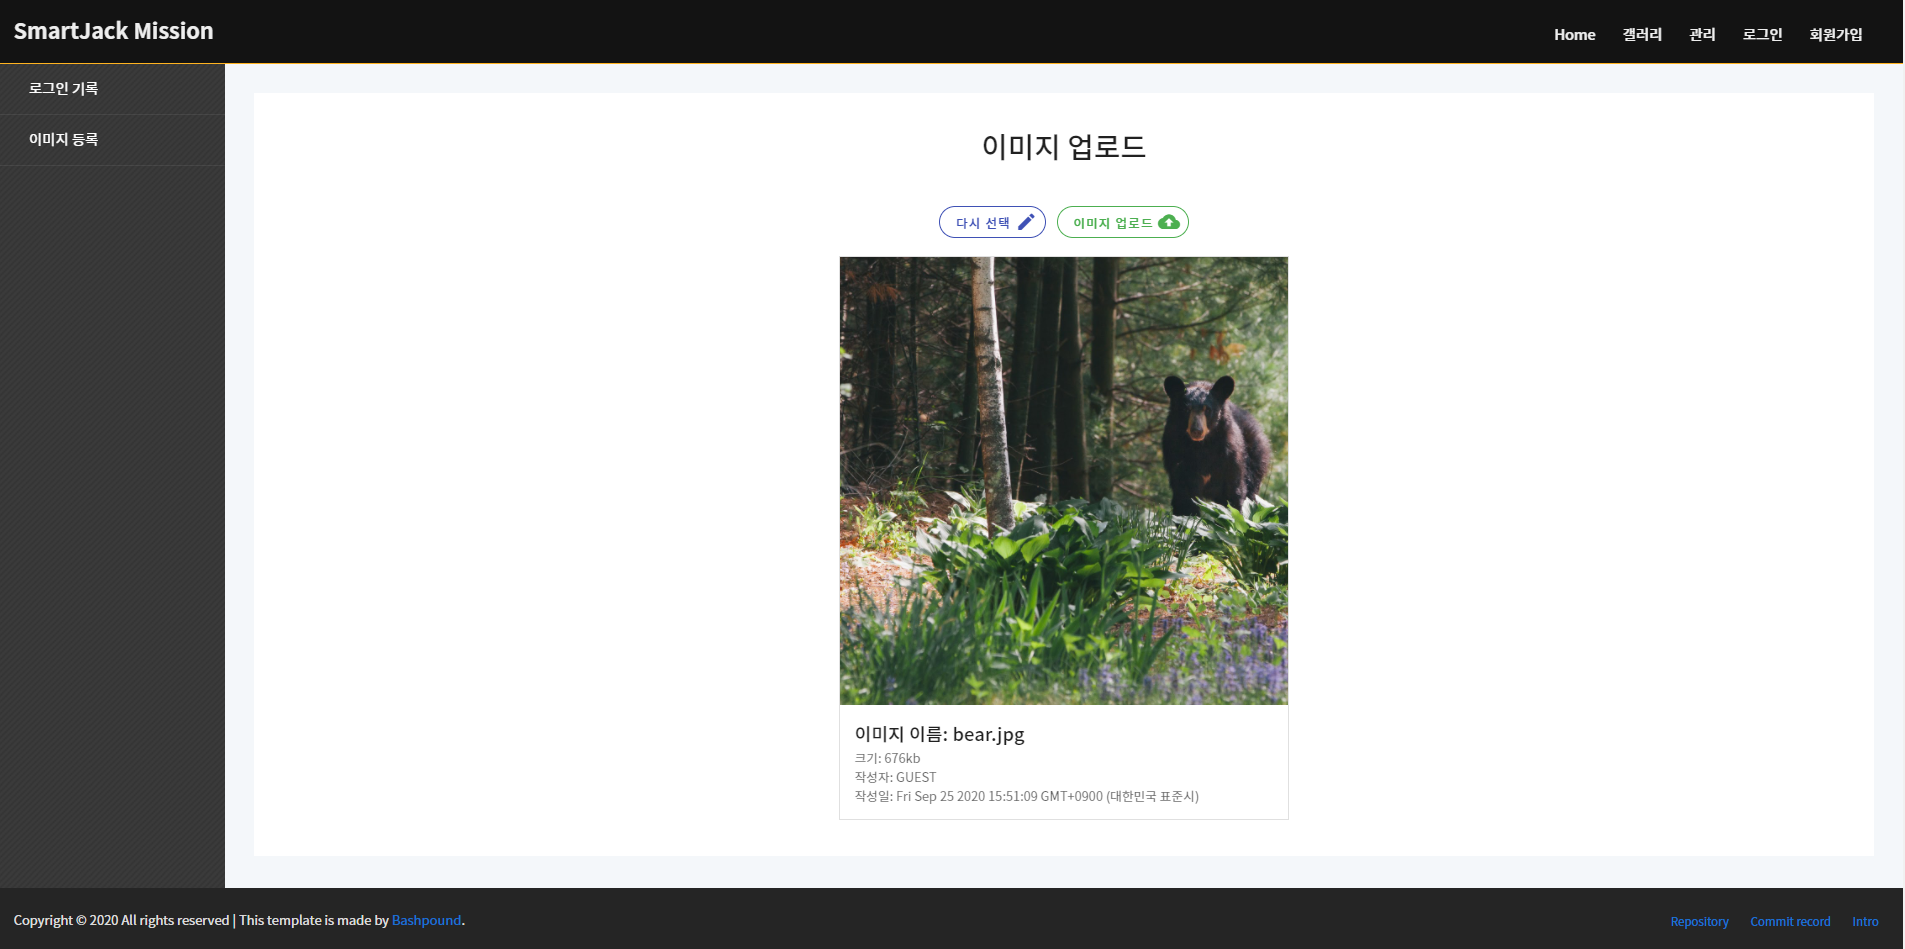 SmartJack Mission
Home 갤러리 관리 로그인 회원가입
로그인 기록
이미지 등록
이미지 업로드
다시 선택 이미지 업로드
이미지 이름: bear.jpg
크기: 676kb
작성자: GUEST
작성일: Fri Sep 25 2020 15:51:09 GMT+0900 (대한민국 표준시)
Copyright © 2020 All rights reserved | This template is made by Bashpound.
Repository Commit record Intro